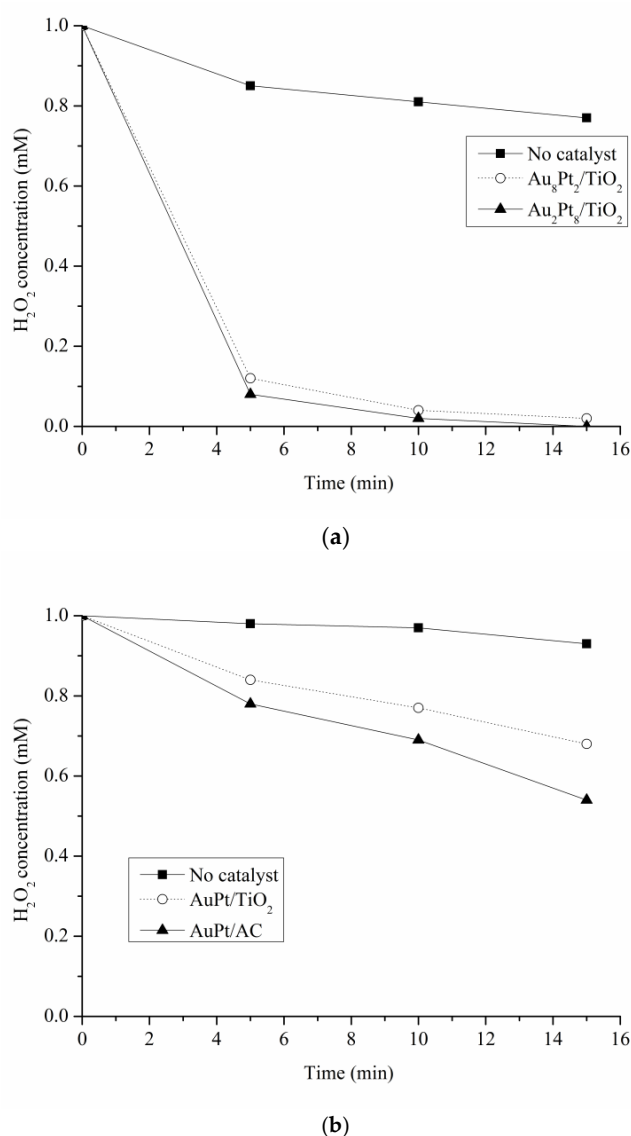 1.0
0.8
0.6
0.4
0.2
0.0
H₂O₂ concentration (mM)
No catalyst
Au₈Pt₂/TiO₂
Au₂Pt₈/TiO₂
0 2 4 6 8 10 12 14 16
Time (min)
(a)
1.0
0.8
0.6
0.4
0.2
0.0
H₂O₂ concentration (mM)
No catalyst
AuPt/TiO₂
AuPt/AC
0 2 4 6 8 10 12 14 16
Time (min)
(b)